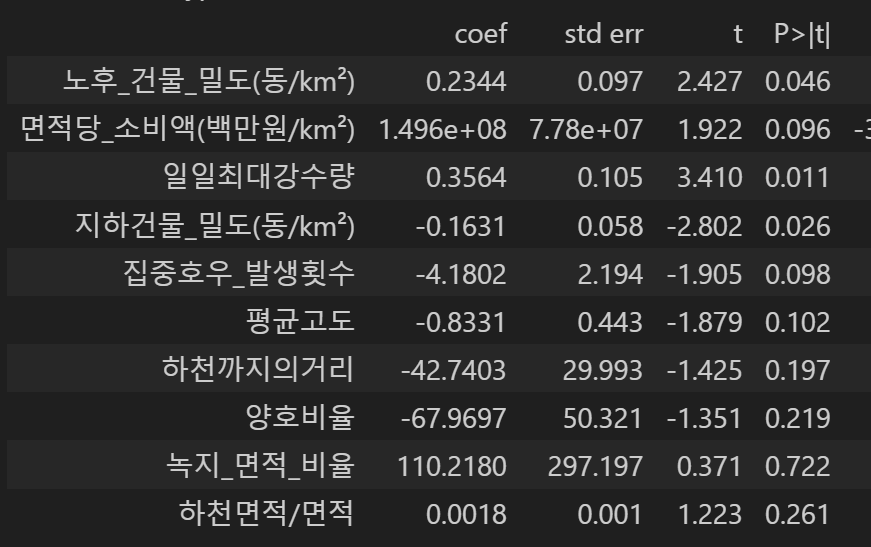 coef std err t P>|t|
노후_건물_밀도(동/km²) 0.2344 0.097 2.427 0.046
면적당_소비액(백만원/km²) 1.496e+08 7.78e+07 1.922 0.096 -3
일일최대강수량 0.3564 0.105 3.410 0.011
지하건물_밀도(동/km²) -0.1631 0.058 -2.802 0.026
집중호우_발생횟수 -4.1802 2.194 -1.905 0.098
평균고도 -0.8331 0.443 -1.879 0.102
하천까지의거리 -42.7403 29.993 -1.425 0.197
양호비율 -67.9697 50.321 -1.351 0.219
녹지_면적_비율 110.2180 297.197 0.371 0.722
하천면적/면적 0.0018 0.001 1.223 0.261